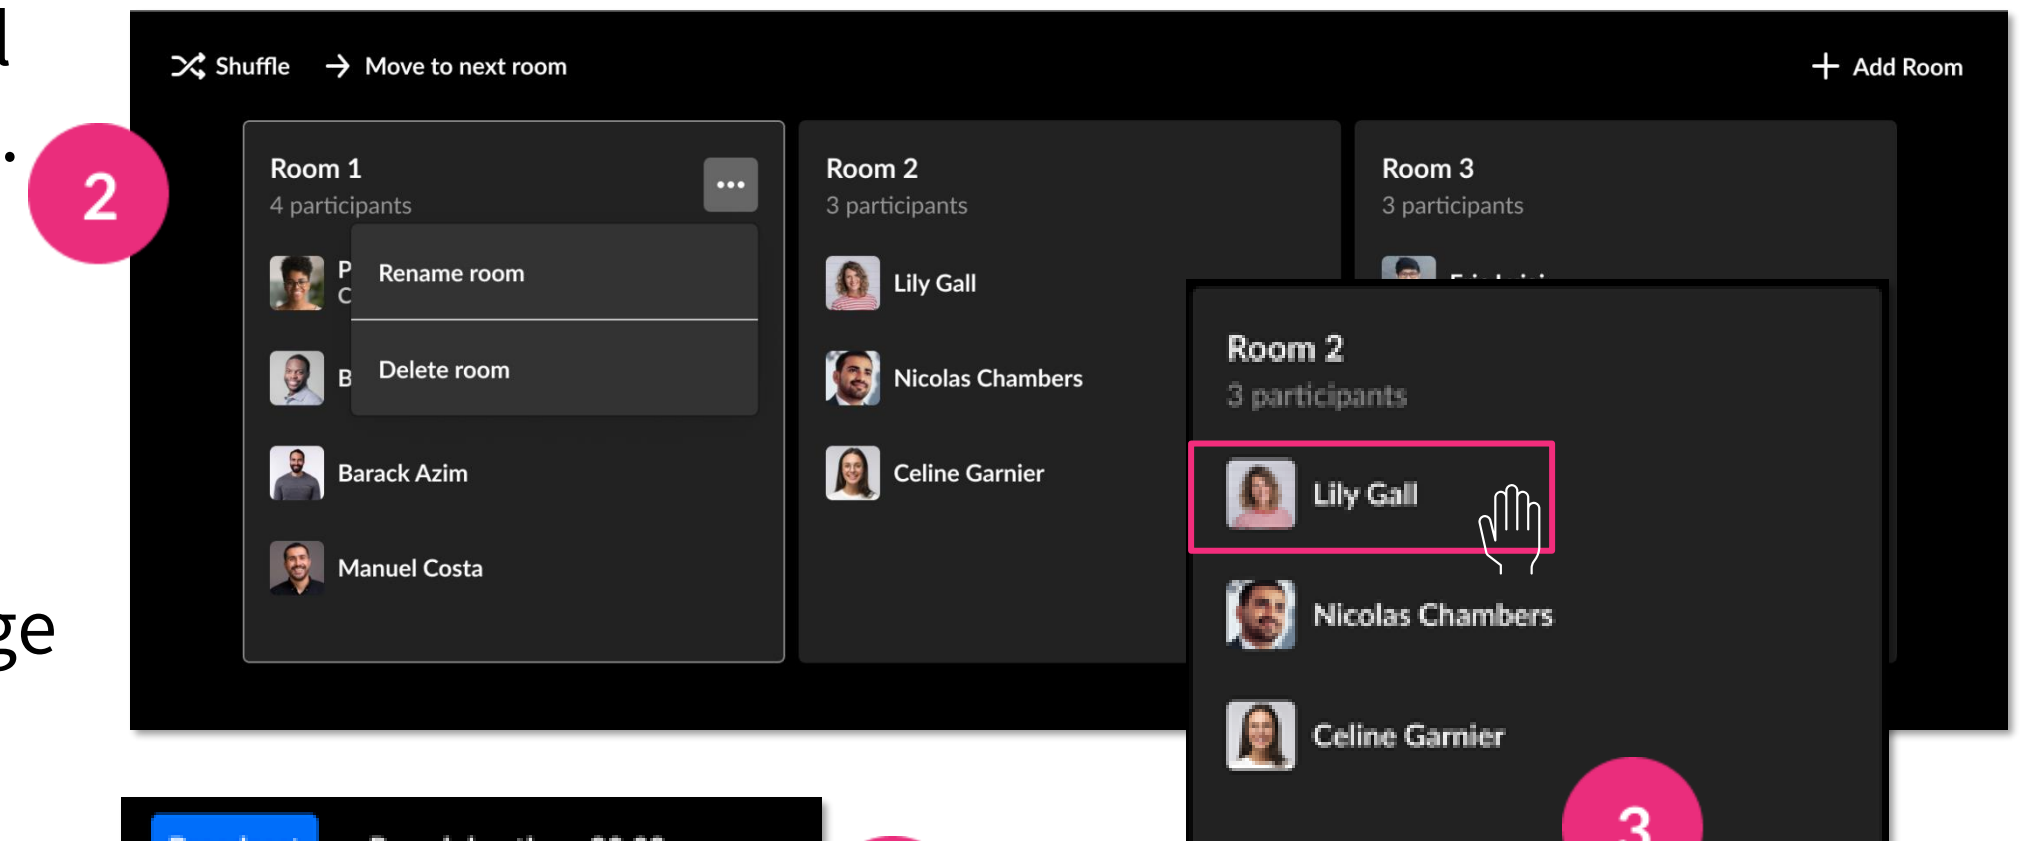 2
Shuffle
Move to next room
Add Room
Room 1
4 participants
Rename room
Delete room
Barack Azim
Manuel Costa
Room 2
3 participants
Lily Gall
Nicolas Chambers
Celine Garnier
Room 3
3 participants
Room 2
3 participants
Lily Gall
Nicolas Chambers
Celine Garnier
3
ge